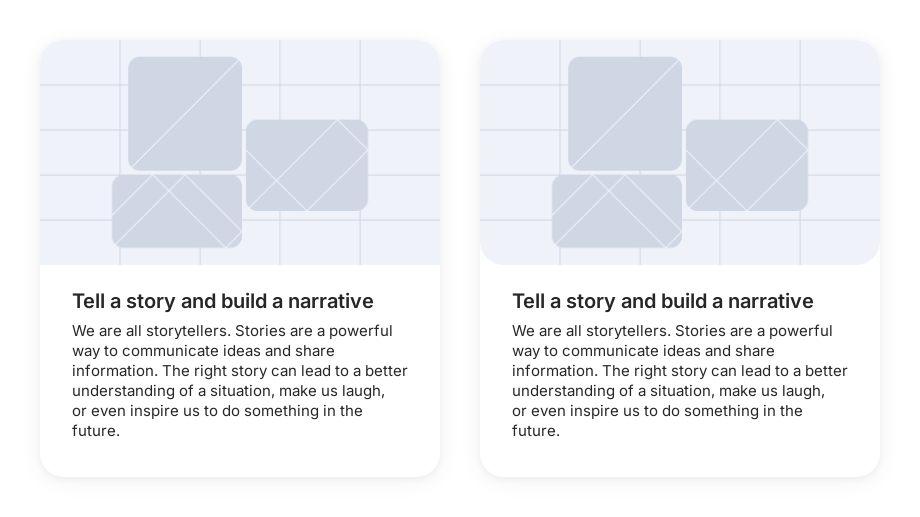 Tell a story and build a narrative
We are all storytellers. Stories are a powerful
way to communicate ideas and share
information. The right story can lead to a better
understanding of a situation, make us laugh,
or even inspire us to do something in the
future.
Tell a story and build a narrative
We are all storytellers. Stories are a powerful
way to communicate ideas and share
information. The right story can lead to a better
understanding of a situation, make us laugh,
or even inspire us to do something in the
future.